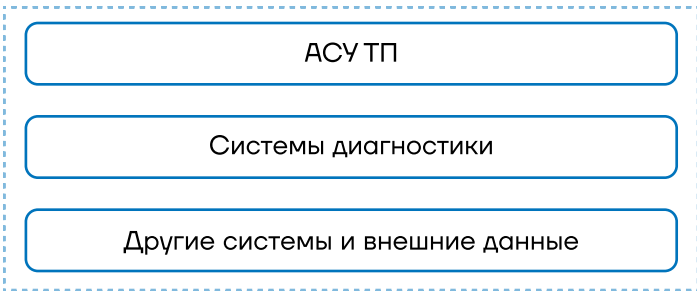 АСУ ТП
Системы диагностики
Другие системы и внешние данные